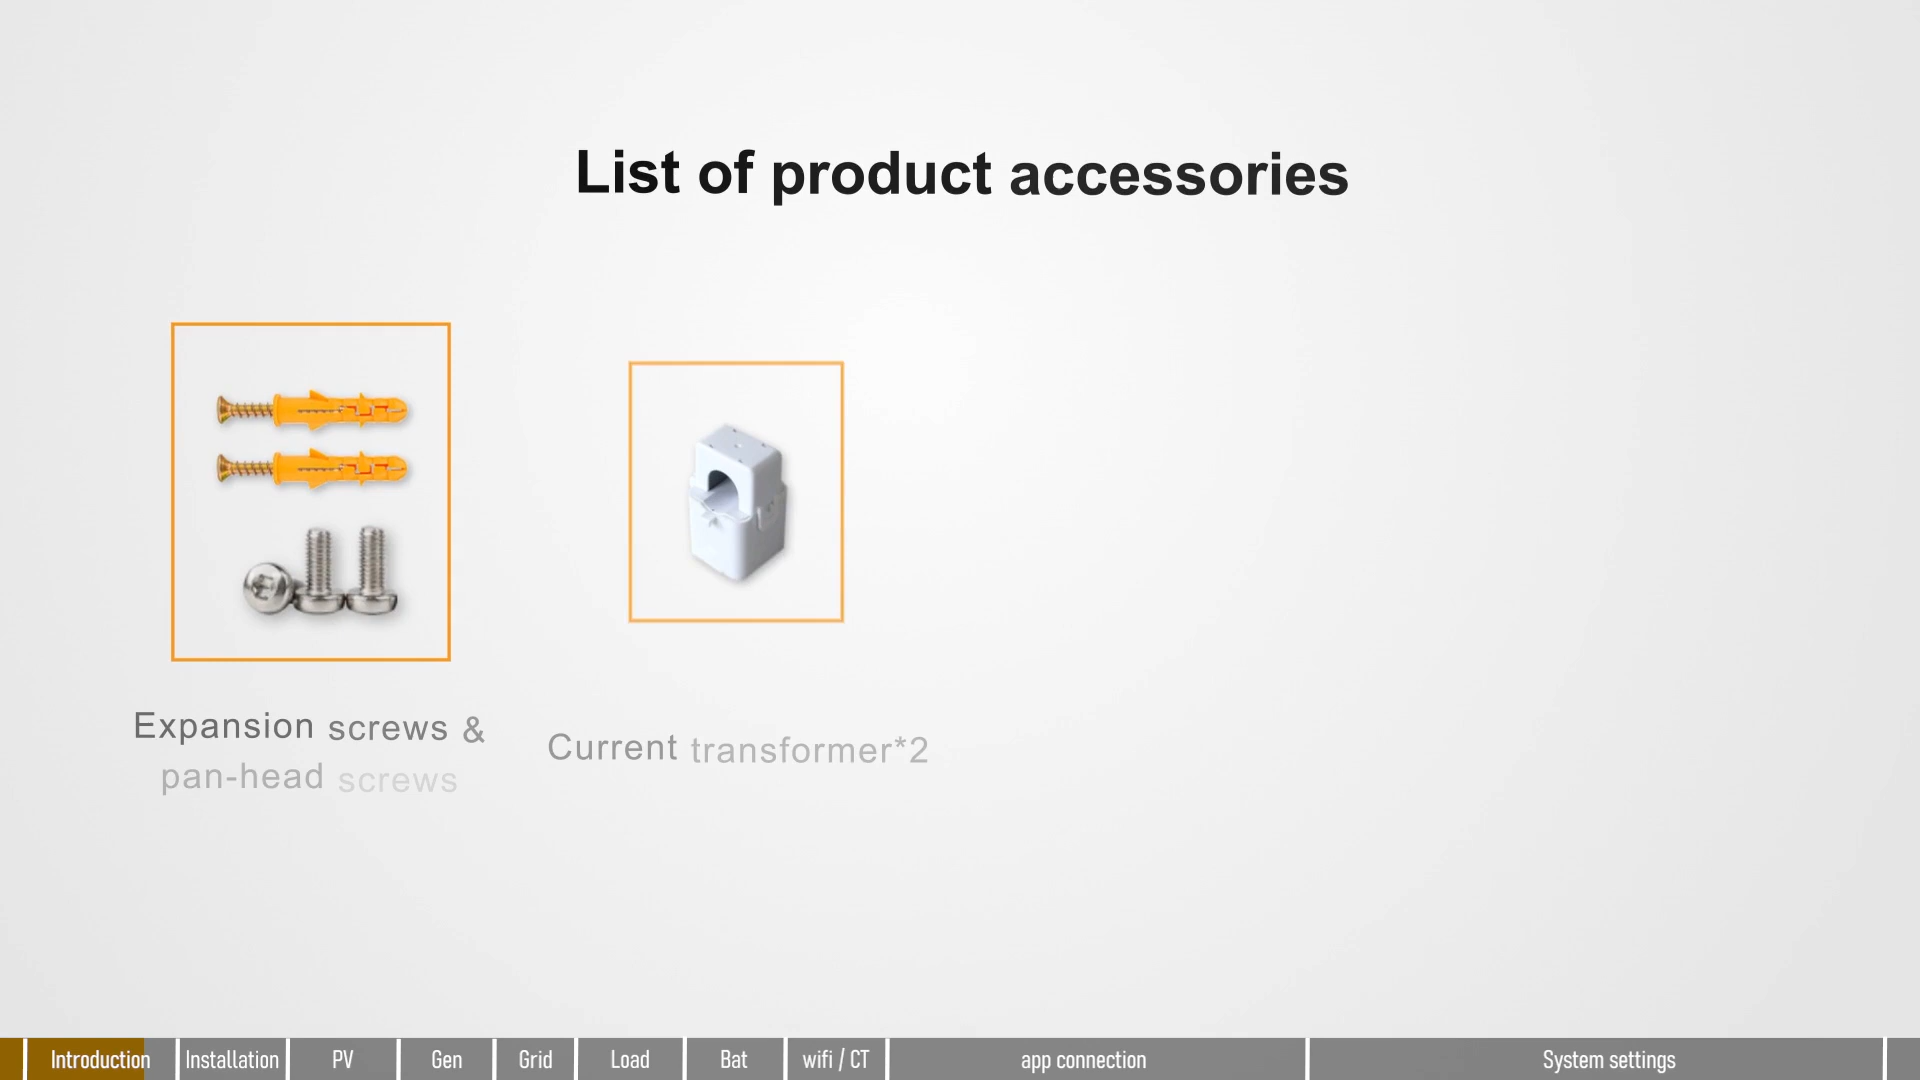 List of product accessories
Expansion screws &
pan-head screws
Current transformer*2
Introduction
Installation
PV
Gen
Grid
Load
Bat
wifi / CT
app connection
System settings